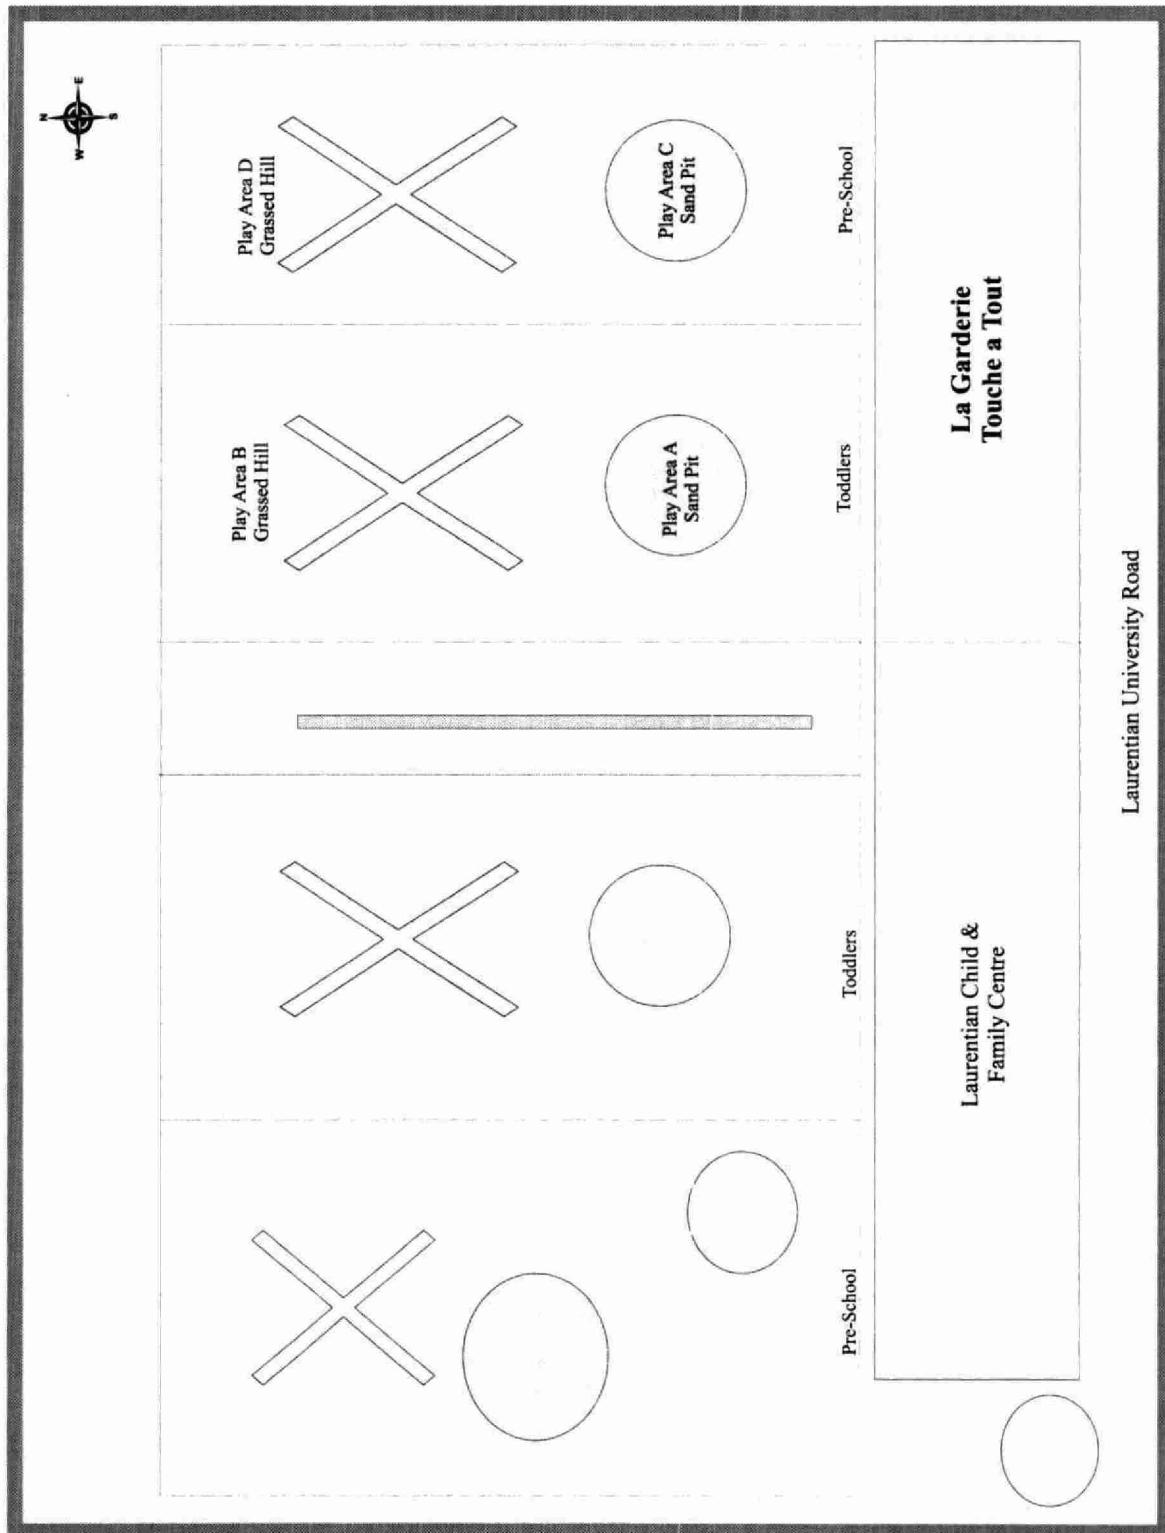 N
E
S
W
Play Area B
Grassed Hill
Play Area D
Grassed Hill
Play Area A
Sand Pit
Play Area C
Sand Pit
Pre-School
Toddlers
Toddlers
Pre-School
Laurentian Child &
Family Centre
La Garderie
Touche a Tout
Laurentian University Road